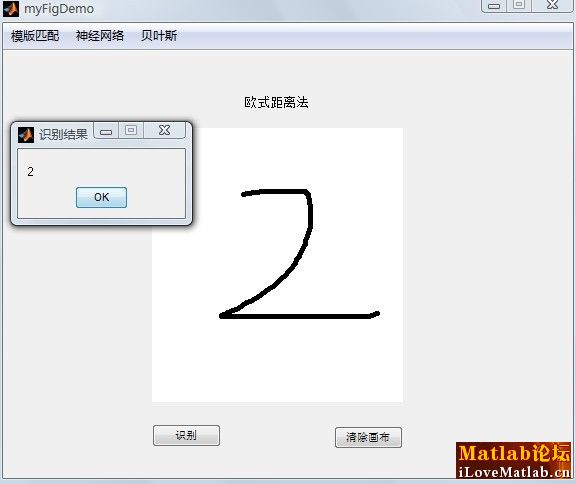 myFigDemo
模版匹配 神经网络 贝叶斯
欧式距离法
识别结果
2
OK
2
识别 清除画布
Matlab论坛
iLoveMatlab.cn